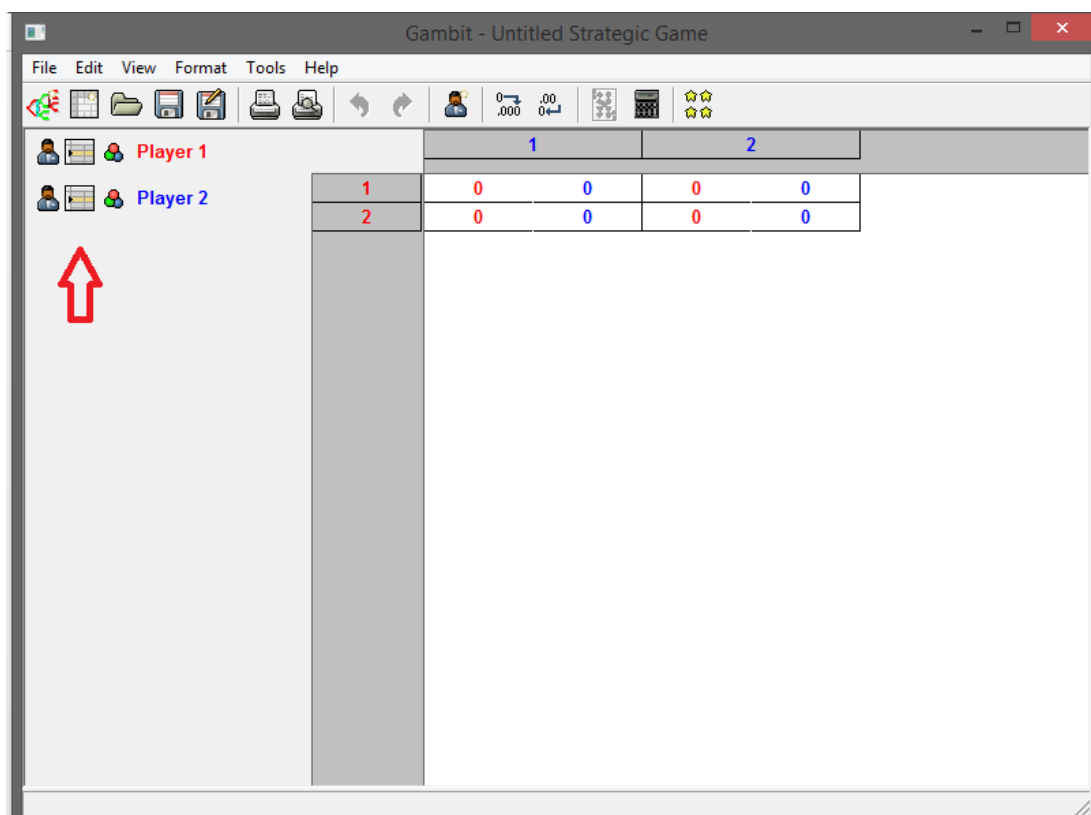 Gambit - Untitled Strategic Game
File Edit View Format Tools Help
0 .000 .00 0
Player 1
Player 2
1 2
1 0 0 0 0
2 0 0 0 0